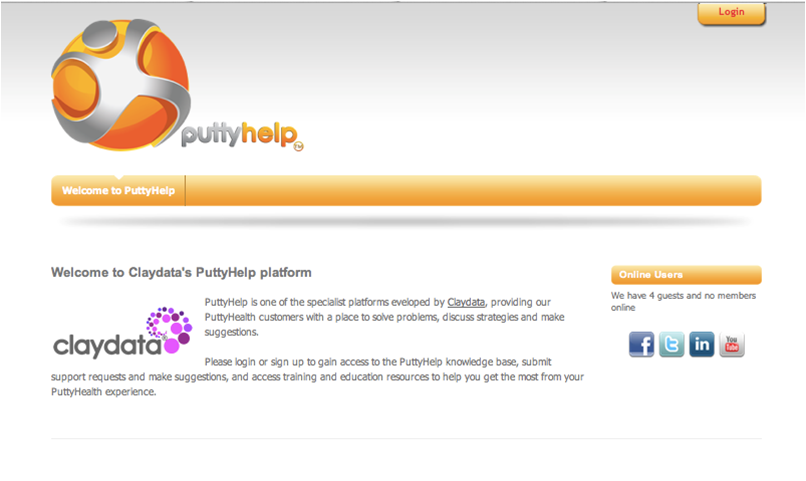 Login
puttyhelp TM
Welcome to PuttyHelp
Welcome to Claydata's PuttyHelp platform
claydata
PuttyHelp is one of the specialist platforms eveloped by Claydata, providing our
PuttyHealth customers with a place to solve problems, discuss strategies and make
suggestions.
Please login or sign up to gain access to the PuttyHelp knowledge base, submit
support requests and make suggestions, and access training and education resources to help you get the most from your
PuttyHealth experience.
Online Users
We have 4 guests and no members
online
f t in You Tube